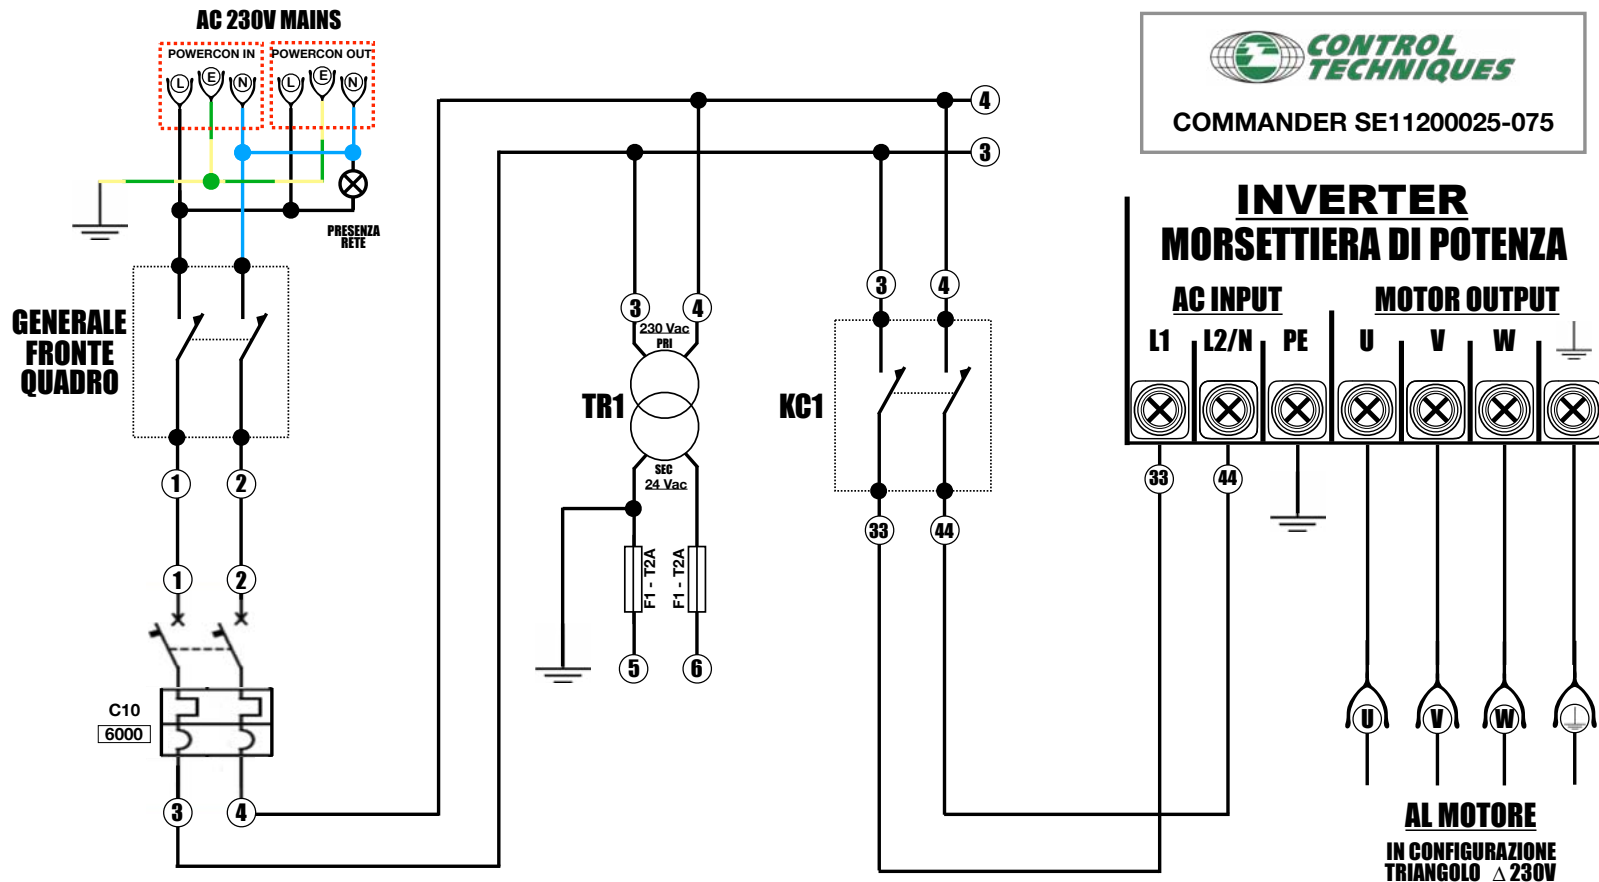 AC 230V MAINS
POWERCON IN
POWERCON OUT
L
E
N
L
E
N
PRESENZA
RETE
GENERALE
FRONTE
QUADRO
1
2
1
2
C10
6000
3
4
4
3
3
4
230 Vac
PRI
TR1
SEC
24 Vac
F1 - T2A
F1 - T2A
5
6
3
4
KC1
33
44
CONTROL
TECHNIQUES
COMMANDER SE11200025-075
INVERTER
MORSETTIERA DI POTENZA
AC INPUT
MOTOR OUTPUT
L1
L2/N
PE
U
V
W
33
44
U
V
W
AL MOTORE
IN CONFIGURAZIONE
TRIANGOLO Δ 230V